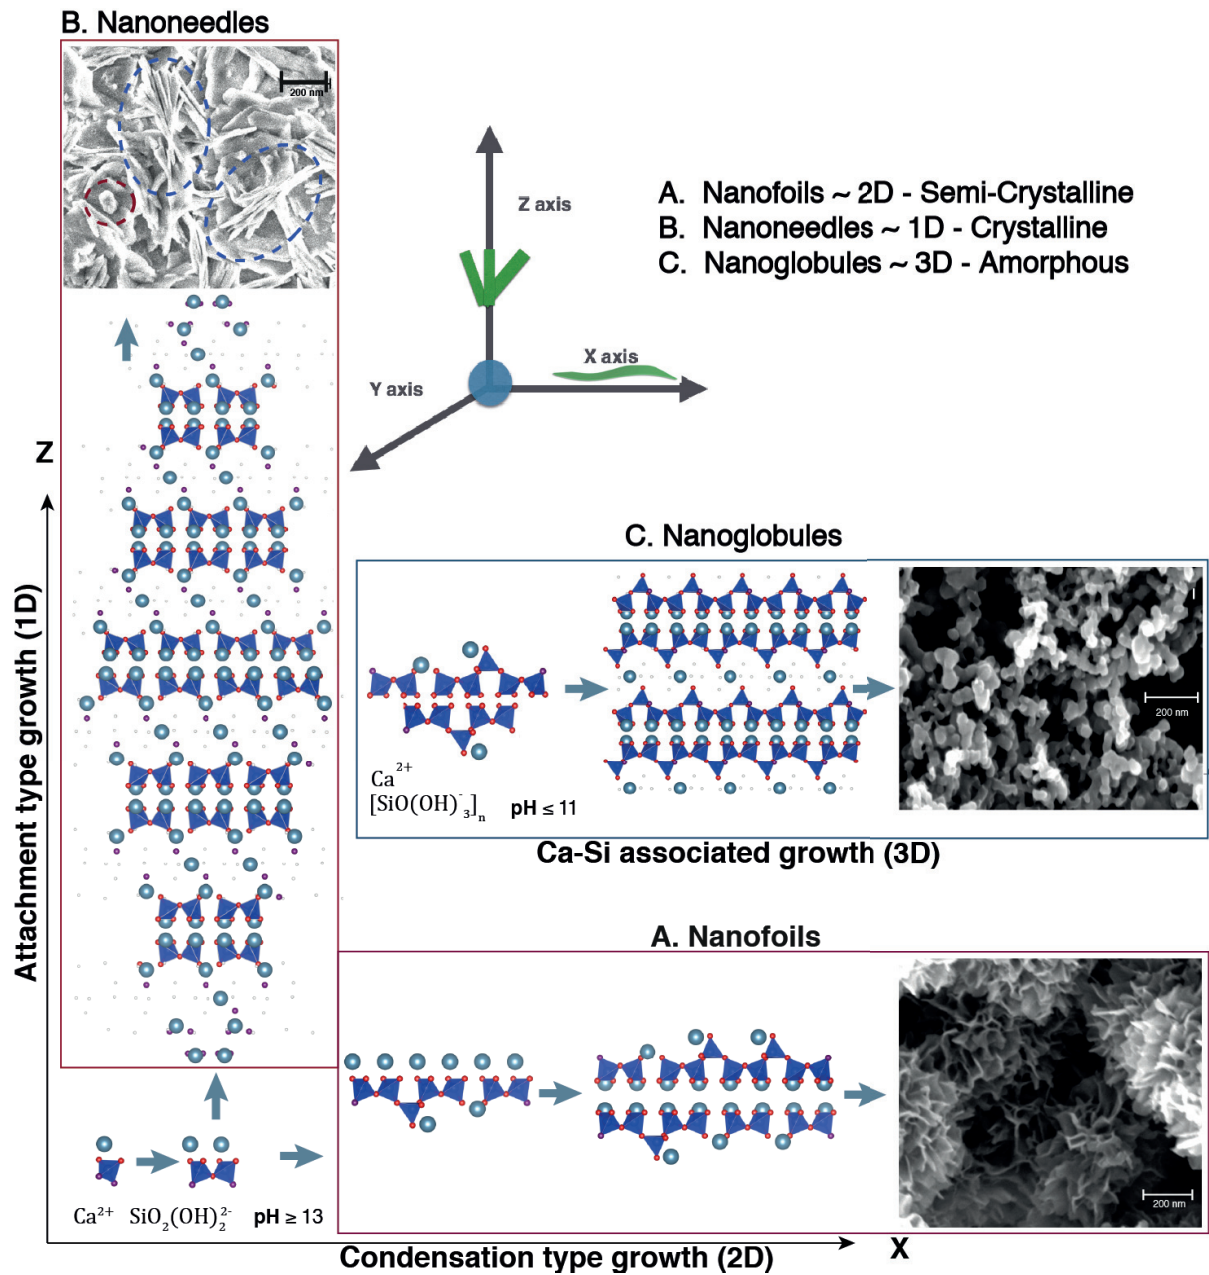 B. Nanoneedles
200 nm
Z axis
X axis
Y axis
A. Nanofoils ~ 2D - Semi-Crystalline
B. Nanoneedles ~ 1D - Crystalline
C. Nanoglobules ~ 3D - Amorphous
Z
Attachment type growth (1D)
C. Nanoglobules
Ca²⁺
[SiO(OH)₃⁻]ₙ pH ≤ 11
200 nm
Ca-Si associated growth (3D)
A. Nanofoils
200 nm
Ca²⁺ SiO₂(OH)₂²⁻ pH ≥ 13
Condensation type growth (2D)
X